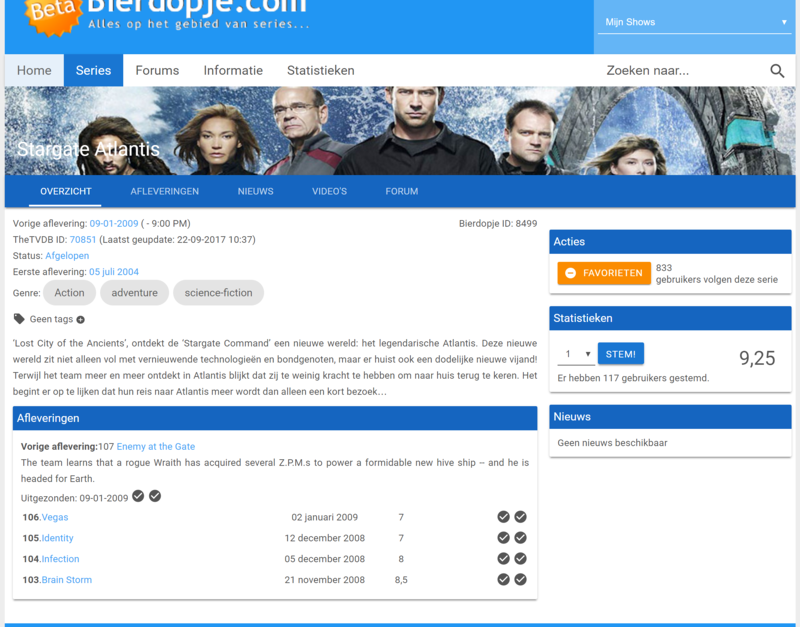 Beta
Bierdopje.com
Alles op het gebied van series...
Mijn Shows
Home Series Forums Informatie Statistieken Zoeken naar...
Stargate Atlantis
OVERZICHT AFLEVERINGEN NIEUWS VIDEO'S FORUM
Vorige aflevering: 09-01-2009 ( - 9:00 PM) Bierdopje ID: 8499
TheTVDB ID: 70851 (Laatst geupdate: 22-09-2017 10:37)
Status: Afgelopen
Eerste aflevering: 05 juli 2004
Genre: Action adventure science-fiction
Geen tags
'Lost City of the Ancients', ontdekt de 'Stargate Command' een nieuwe wereld: het legendarische Atlantis. Deze nieuwe
wereld zit niet alleen vol met vernieuwende technologieën en bondgenoten, maar er huist ook een dodelijke nieuwe vijand!
Terwijl het team meer en meer ontdekt in Atlantis blijkt dat zij te weinig kracht te hebben om naar huis terug te keren. Het
begint er op te lijken dat hun reis naar Atlantis meer wordt dan alleen een kort bezoek...
Afleveringen
Vorige aflevering:107 Enemy at the Gate
The team learns that a rogue Wraith has acquired several Z.P.M.s to power a formidable new hive ship – and he is
headed for Earth.
Uitgezonden: 09-01-2009
106.Vegas 02 januari 2009 7
105.Identity 12 december 2008 7
104.Infection 05 december 2008 8
103.Brain Storm 21 november 2008 8,5
Acties
FAVORIETEN
833
gebruikers volgen deze serie
Statistieken
1 STEM! 9,25
Er hebben 117 gebruikers gestemd.
Nieuws
Geen nieuws beschikbaar